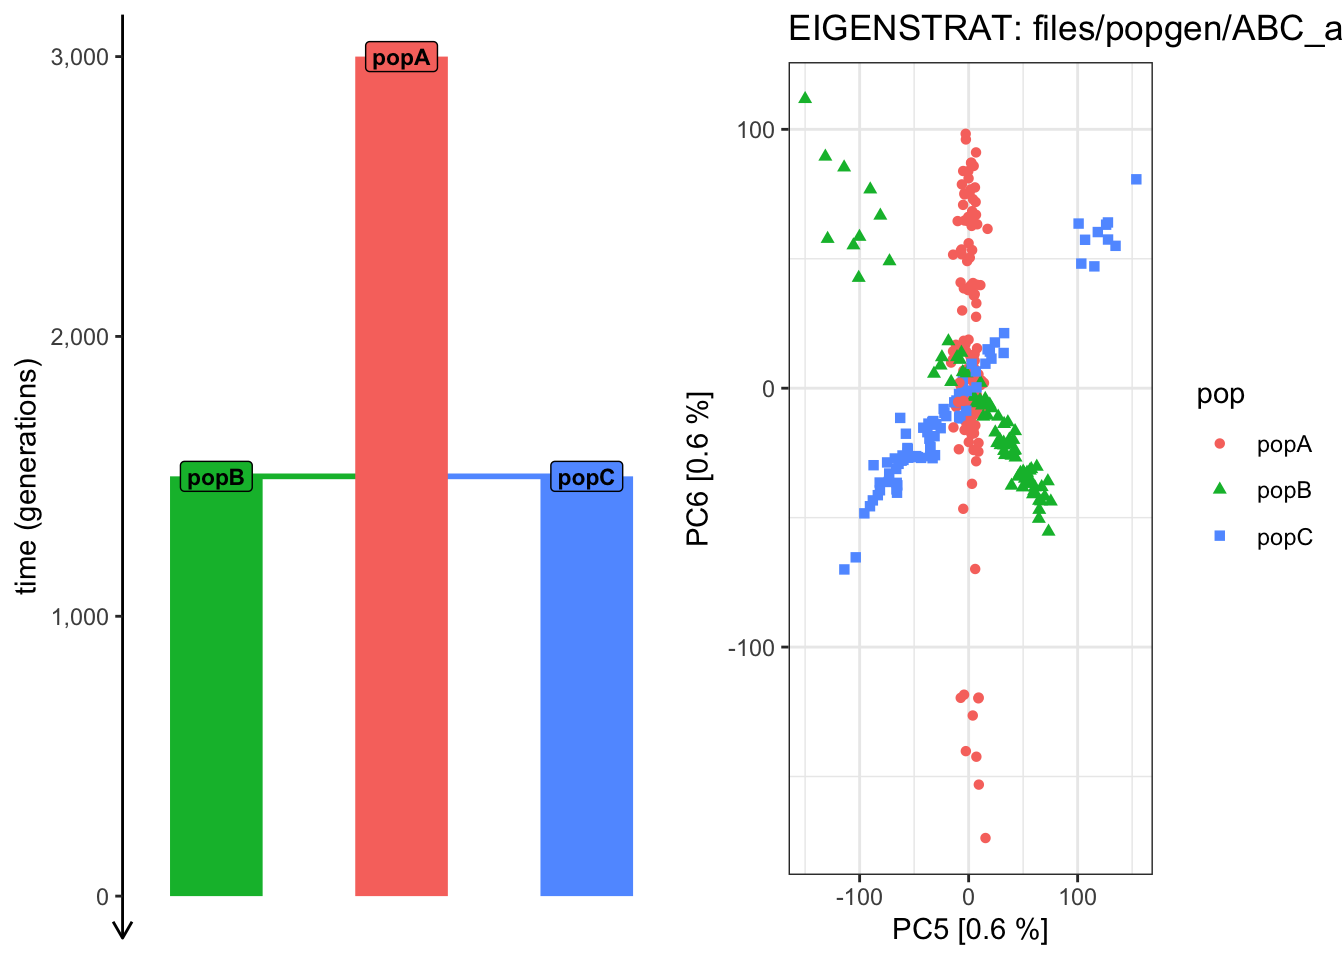 time (generations)
3,000
2,000
1,000
0
popA
popB
popC
EIGENSTRAT: files/popgen/ABC_a
PC6 [0.6 %]
100
0
-100
-100
0
100
PC5 [0.6 %]
pop
popA
popB
popC